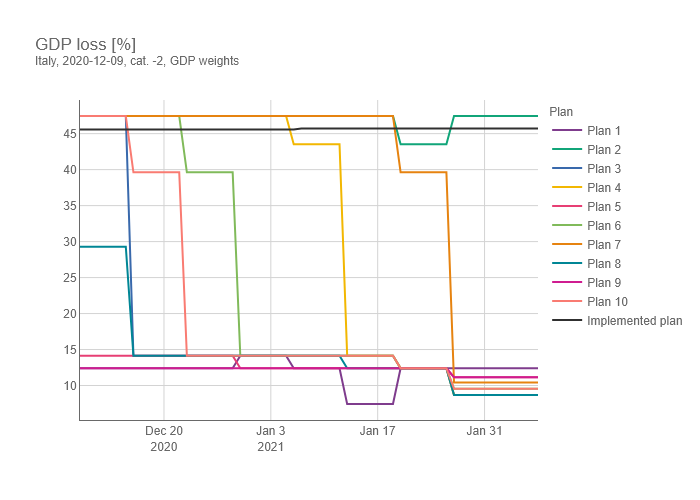 GDP loss [%]
Italy, 2020-12-09, cat. -2, GDP weights
Plan
Plan 1
Plan 2
Plan 3
Plan 4
Plan 5
Plan 6
Plan 7
Plan 8
Plan 9
Plan 10
Implemented plan
45
40
35
30
25
20
15
10
Dec 20
2020
Jan 3
2021
Jan 17
Jan 31